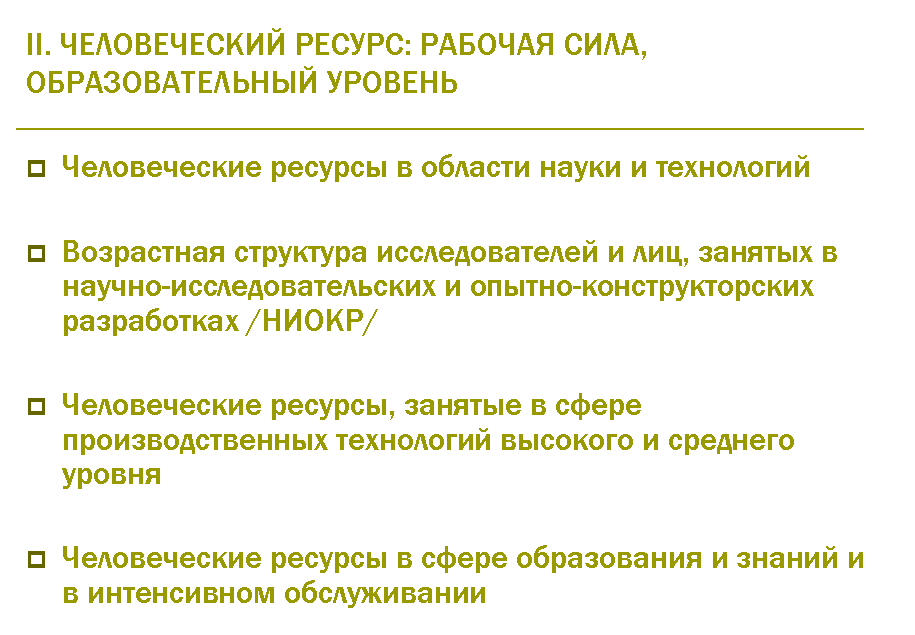 II. ЧЕЛОВЕЧЕСКИЙ РЕСУРС: РАБОЧАЯ СИЛА,
ОБРАЗОВАТЕЛЬНЫЙ УРОВЕНЬ
Человеческие ресурсы в области науки и технологий
Возрастная структура исследователей и лиц, занятых в
научно-исследовательских и опытно-конструкторских
разработках /НИОКР/
Человеческие ресурсы, занятые в сфере
производственных технологий высокого и среднего
уровня
Человеческие ресурсы в сфере образования и знаний и
в интенсивном обслуживании